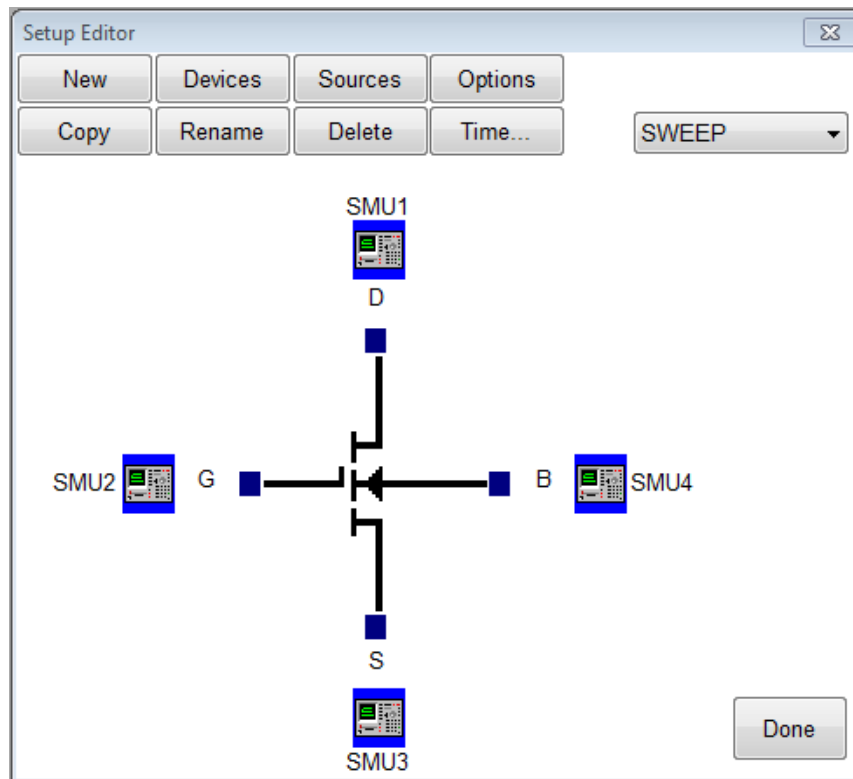 Setup Editor
New Devices Sources Options
Copy Rename Delete Time...
SWEEP
SMU1
D
SMU2 G B SMU4
S
SMU3
Done